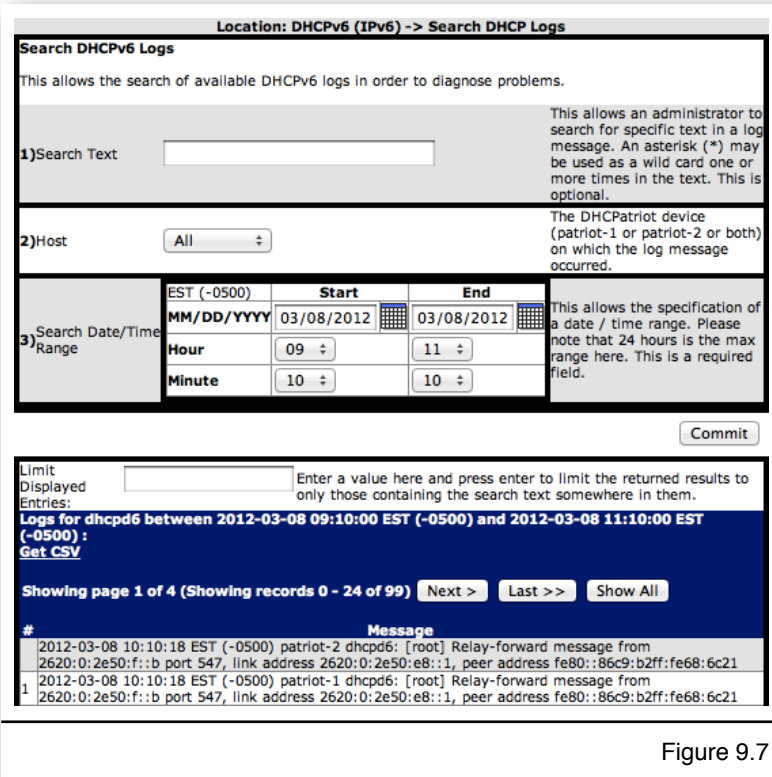 Location: DHCPv6 (IPv6) -> Search DHCP Logs
Search DHCPv6 Logs
This allows the search of available DHCPv6 logs in order to diagnose problems.
1)Search Text
This allows an administrator to
search for specific text in a log
message. An asterisk (*) may
be used as a wild card one or
more times in the text. This is
optional.
2)Host
All
The DHCPatriot device
(patriot-1 or patriot-2 or both)
on which the log message
occurred.
3)Search Date/Time
Range
EST (-0500) Start End
MM/DD/YYYY 03/08/2012 03/08/2012
Hour 09 11
Minute 10 10
This allows the specification of
a date / time range. Please
note that 24 hours is the max
range here. This is a required
field.
Commit
Limit
Displayed
Entries:
Enter a value here and press enter to limit the returned results to
only those containing the search text somewhere in them.
Logs for dhcpd6 between 2012-03-08 09:10:00 EST (-0500) and 2012-03-08 11:10:00 EST
(-0500) :
Get CSV
Showing page 1 of 4 (Showing records 0 - 24 of 99) Next > Last >> Show All
# Message
2012-03-08 10:10:18 EST (-0500) patriot-2 dhcpd6: [root] Relay-forward message from
2620:0:2e50:f::b port 547, link address 2620:0:2e50:e8::1, peer address fe80::86c9:b2ff:fe68:6c21
1 2012-03-08 10:10:18 EST (-0500) patriot-1 dhcpd6: [root] Relay-forward message from
2620:0:2e50:f::b port 547, link address 2620:0:2e50:e8::1, peer address fe80::86c9:b2ff:fe68:6c21
Figure 9.7